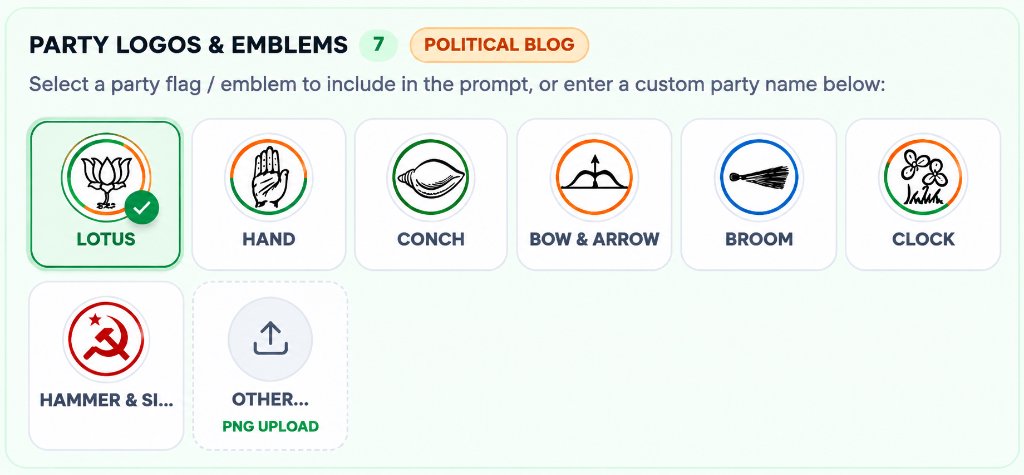 PARTY LOGOS & EMBLEMS 7 POLITICAL BLOG
Select a party flag / emblem to include in the prompt, or enter a custom party name below:
LOTUS
HAND
CONCH
BOW & ARROW
BROOM
CLOCK
HAMMER & SI...
OTHER...
PNG UPLOAD